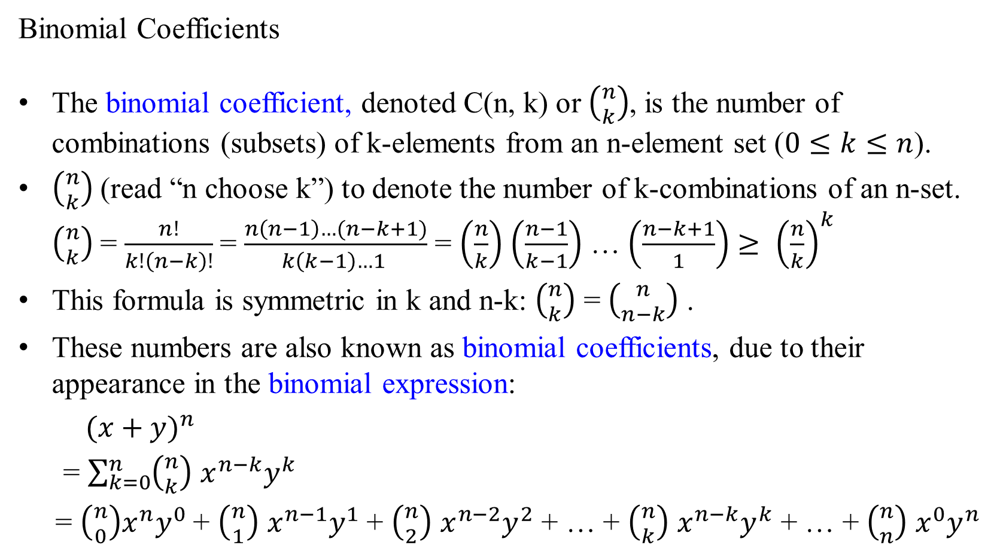 Binomial Coefficients
• The binomial coefficient, denoted C(n, k) or $\binom{n}{k}$, is the number of
combinations (subsets) of k-elements from an n-element set ($0 \leq k \leq n$).
• $\binom{n}{k}$ (read “n choose k”) to denote the number of k-combinations of an n-set.
$\binom{n}{k} = \frac{n!}{k!(n-k)!} = \frac{n(n-1)\ldots(n-k+1)}{k(k-1)\ldots1} = \left(\frac{n}{k}\right)\left(\frac{n-1}{k-1}\right)\ldots\left(\frac{n-k+1}{1}\right) \geq \left(\frac{n}{k}\right)^k$
• This formula is symmetric in k and n-k: $\binom{n}{k} = \binom{n}{n-k}$ .
• These numbers are also known as binomial coefficients, due to their
appearance in the binomial expression:
$(x + y)^n$
$= \sum_{k=0}^{n} \binom{n}{k} x^{n-k}y^k$
$= \binom{n}{0}x^n y^0 + \binom{n}{1} x^{n-1}y^1 + \binom{n}{2} x^{n-2}y^2 + \ldots + \binom{n}{k} x^{n-k}y^k + \ldots + \binom{n}{n} x^0y^n$